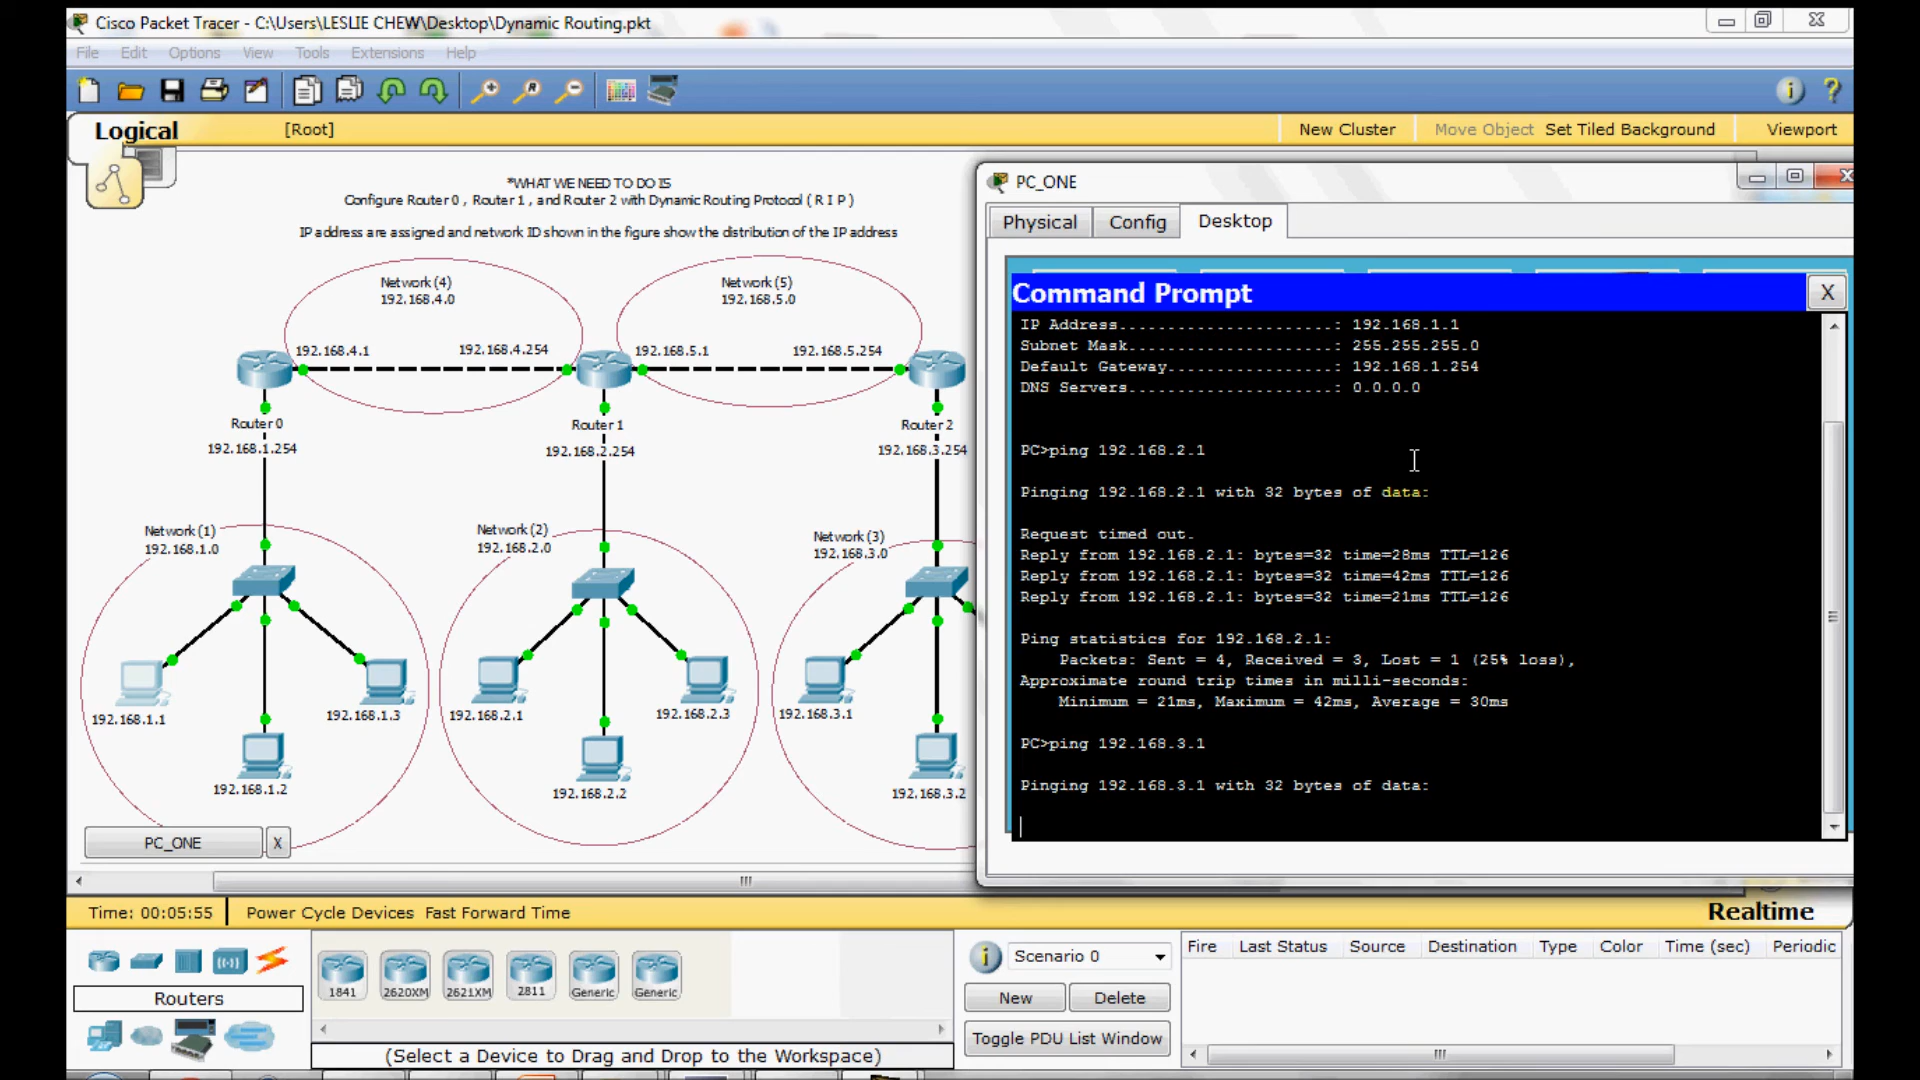 Cisco Packet Tracer - C:\Users\LESLIE CHEW\Desktop\Dynamic Routing.pkt
File Edit Options View Tools Extensions Help
Logical [Root] New Cluster Move Object Set Tiled Background Viewport
*WHAT WE NEED TO DO IS
Configure Router 0 , Router 1 , and Router 2 with Dynamic Routing Protocol ( R I P )
IP address are assigned and network ID shown in the figure show the distribution of the IP address
Network (4)
192.168.4.0
Network (5)
192.168.5.0
192.168.4.1 192.168.4.254 192.168.5.1 192.168.5.254
Router 0 Router 1 Router 2
192.168.1.254 192.168.2.254 192.168.3.254
Network (1)
192.168.1.0
Network (2)
192.168.2.0
Network (3)
192.168.3.0
192.168.1.1 192.168.1.3 192.168.2.1 192.168.2.3 192.168.3.1
192.168.1.2 192.168.2.2 192.168.3.2
PC_ONE X
PC_ONE
Physical Config Desktop
Command Prompt X
IP Address......................: 192.168.1.1
Subnet Mask.....................: 255.255.255.0
Default Gateway.................: 192.168.1.254
DNS Servers.....................: 0.0.0.0
PC>ping 192.168.2.1
Pinging 192.168.2.1 with 32 bytes of data:
Request timed out.
Reply from 192.168.2.1: bytes=32 time=28ms TTL=126
Reply from 192.168.2.1: bytes=32 time=42ms TTL=126
Reply from 192.168.2.1: bytes=32 time=21ms TTL=126
Ping statistics for 192.168.2.1:
Packets: Sent = 4, Received = 3, Lost = 1 (25% loss),
Approximate round trip times in milli-seconds:
Minimum = 21ms, Maximum = 42ms, Average = 30ms
PC>ping 192.168.3.1
Pinging 192.168.3.1 with 32 bytes of data:
Time: 00:05:55 Power Cycle Devices Fast Forward Time Realtime
Routers
1841 2620XM 2621XM 2811 Generic Generic
(Select a Device to Drag and Drop to the Workspace)
Scenario 0
New Delete
Toggle PDU List Window
Fire Last Status Source Destination Type Color Time (sec) Periodic